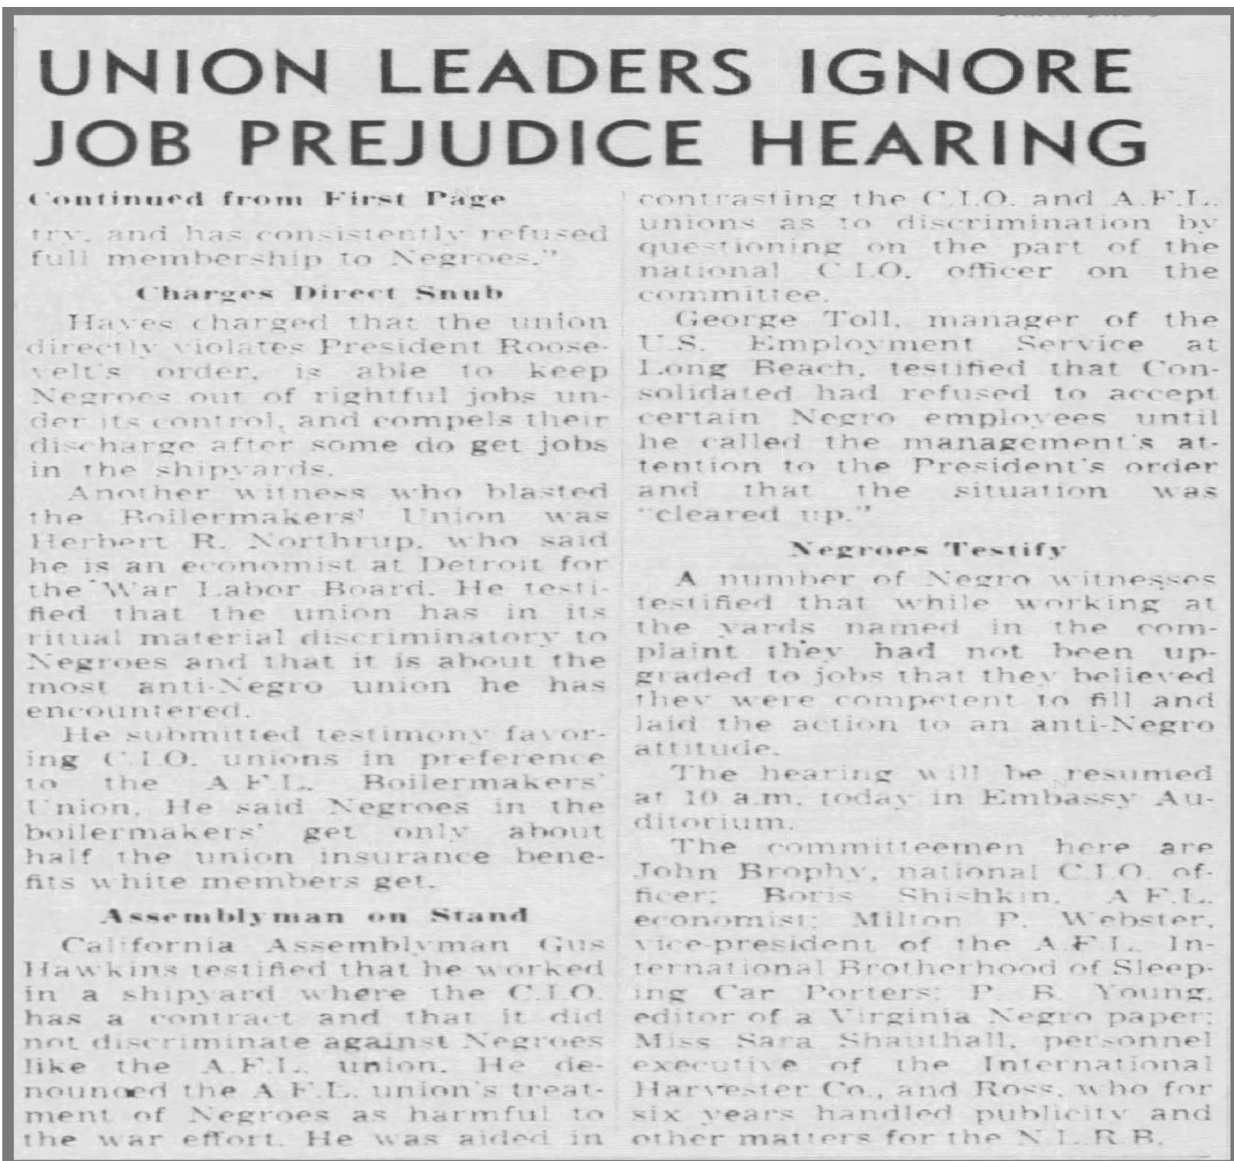 UNION LEADERS IGNORE
JOB PREJUDICE HEARING
Continued from First Page
try, and has consistently refused
full membership to Negroes."
Charges Direct Snub
Hayes charged that the union
directly violates President Roose-
velt's order, is able to keep
Negroes out of rightful jobs un-
der its control, and compels their
discharge after some do get jobs
in the shipyards.
Another witness who blasted
the Boilermakers' Union was
Herbert R. Northrup, who said
he is an economist at Detroit for
the War Labor Board. He testi-
fied that the union has in its
ritual material discriminatory to
Negroes and that it is about the
most anti-Negro union he has
encountered.
He submitted testimony favor-
ing C.I.O. unions in preference
to the A.F.L. Boilermakers'
Union. He said Negroes in the
boilermakers' get only about
half the union insurance bene-
fits white members get.
Assemblyman on Stand
California Assemblyman Gus
Hawkins testified that he worked
in a shipyard where the C.I.O.
has a contract and that it did
not discriminate against Negroes
like the A.F.L. union. He de-
nounced the A.F.L. union's treat-
ment of Negroes as harmful to
the war effort. He was aided in
contrasting the C.I.O. and A.F.L.
unions as to discrimination by
questioning on the part of the
national C.I.O. officer on the
committee.
George Toll, manager of the
U.S. Employment Service at
Long Beach, testified that Con-
solidated had refused to accept
certain Negro employees until
he called the management's at-
tention to the President's order
and that the situation was
"cleared up."
Negroes Testify
A number of Negro witnesses
testified that while working at
the yards named in the com-
plaint they had not been up-
graded to jobs that they believed
they were competent to fill and
laid the action to an anti-Negro
attitude.
The hearing will be resumed
at 10 a.m. today in Embassy Au-
ditorium.
The committeemen here are
John Brophy, national C.I.O. of-
ficer; Boris Shishkin, A.F.L.
economist; Milton P. Webster,
vice-president of the A.F.L. In-
ternational Brotherhood of Sleep-
ing Car Porters; P. B. Young,
editor of a Virginia Negro paper;
Miss Sara Shauthall, personnel
executive of the International
Harvester Co., and Ross, who for
six years handled publicity and
other matters for the N.L.R.B.